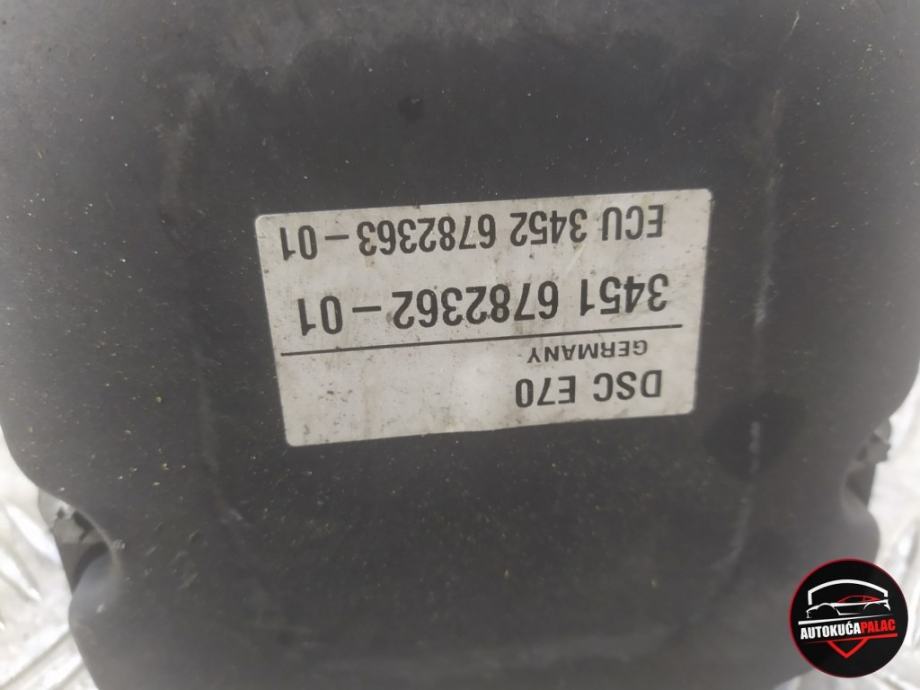 DSC E70
GERMANY
3451 6782362-01
ECU 3452 6782363-01
AUTOKUĆAPALAC